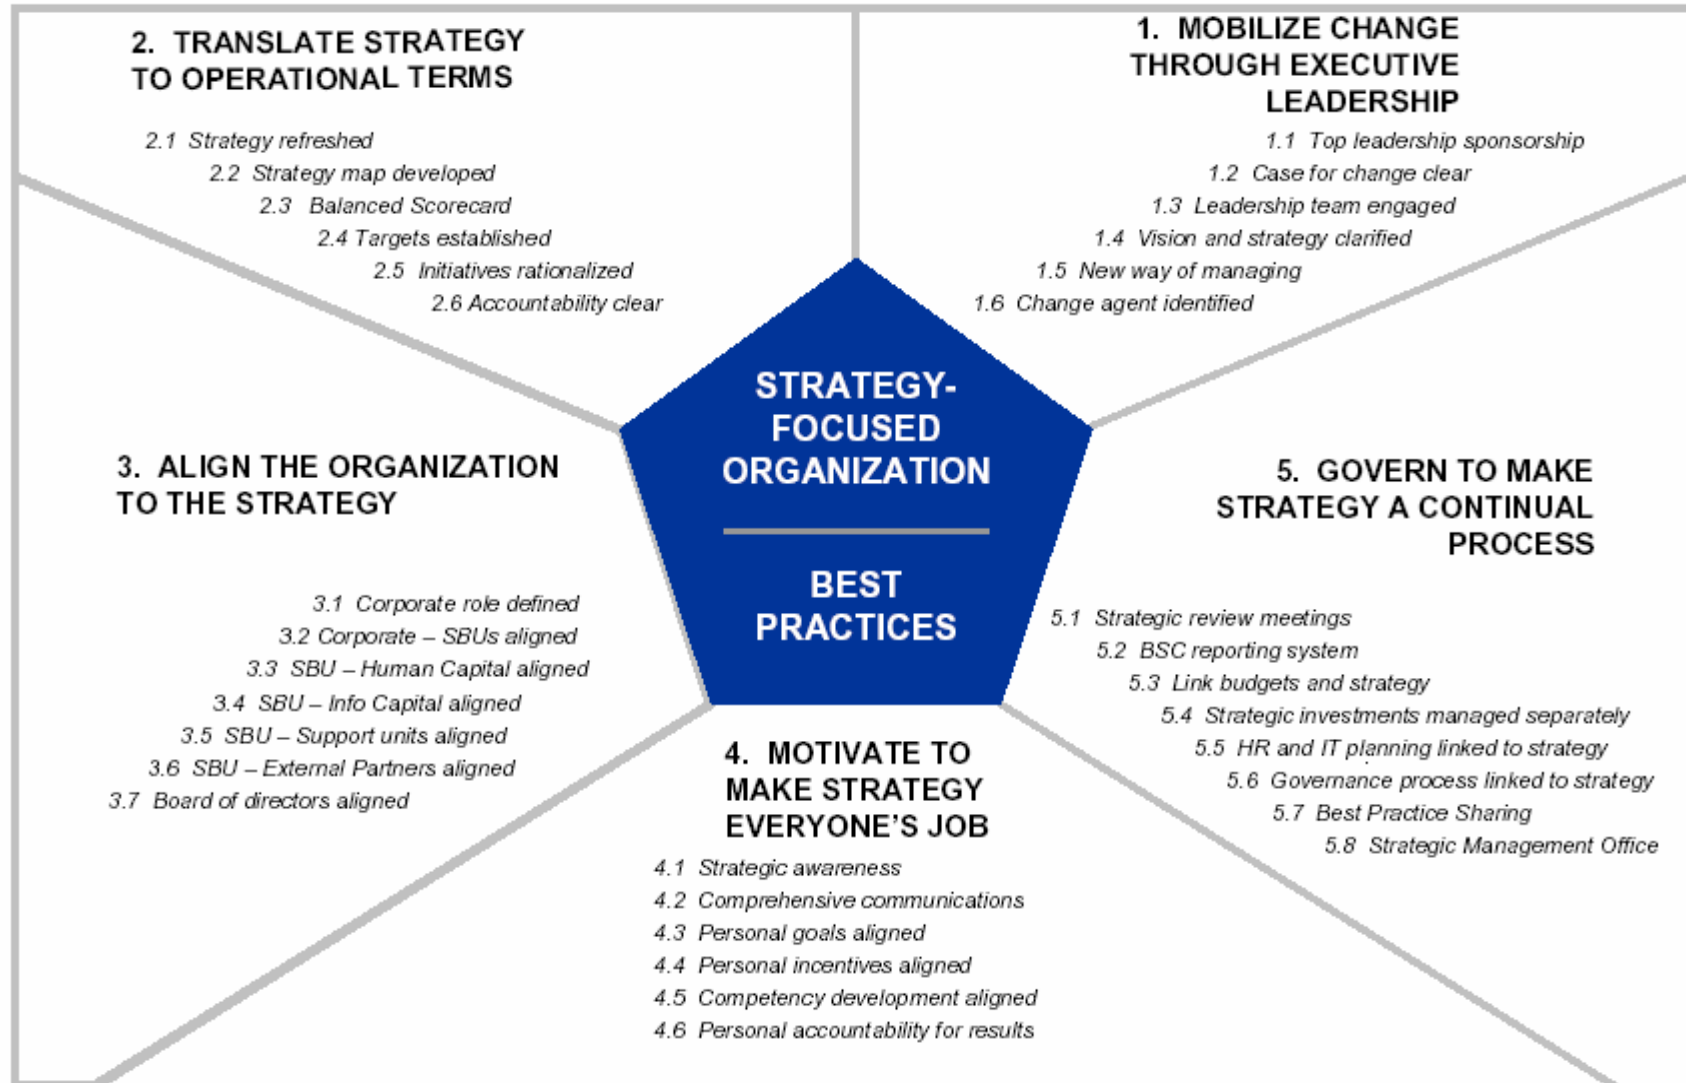 2. TRANSLATE STRATEGY
TO OPERATIONAL TERMS
2.1 Strategy refreshed
2.2 Strategy map developed
2.3 Balanced Scorecard
2.4 Targets established
2.5 Initiatives rationalized
2.6 Accountability clear
1. MOBILIZE CHANGE
THROUGH EXECUTIVE
LEADERSHIP
1.1 Top leadership sponsorship
1.2 Case for change clear
1.3 Leadership team engaged
1.4 Vision and strategy clarified
1.5 New way of managing
1.6 Change agent identified
STRATEGY-
FOCUSED
ORGANIZATION
BEST
PRACTICES
3. ALIGN THE ORGANIZATION
TO THE STRATEGY
3.1 Corporate role defined
3.2 Corporate – SBUs aligned
3.3 SBU – Human Capital aligned
3.4 SBU – Info Capital aligned
3.5 SBU – Support units aligned
3.6 SBU – External Partners aligned
3.7 Board of directors aligned
5. GOVERN TO MAKE
STRATEGY A CONTINUAL
PROCESS
5.1 Strategic review meetings
5.2 BSC reporting system
5.3 Link budgets and strategy
5.4 Strategic investments managed separately
5.5 HR and IT planning linked to strategy
5.6 Governance process linked to strategy
5.7 Best Practice Sharing
5.8 Strategic Management Office
4. MOTIVATE TO
MAKE STRATEGY
EVERYONE'S JOB
4.1 Strategic awareness
4.2 Comprehensive communications
4.3 Personal goals aligned
4.4 Personal incentives aligned
4.5 Competency development aligned
4.6 Personal accountability for results